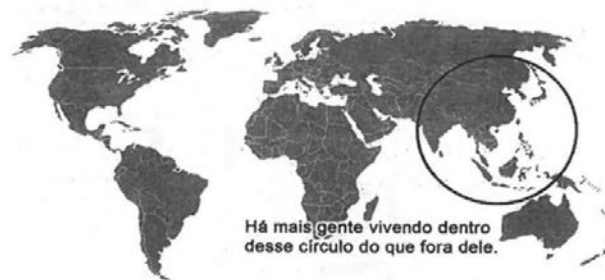 Há mais gente vivendo dentro
desse círculo do que fora dele.